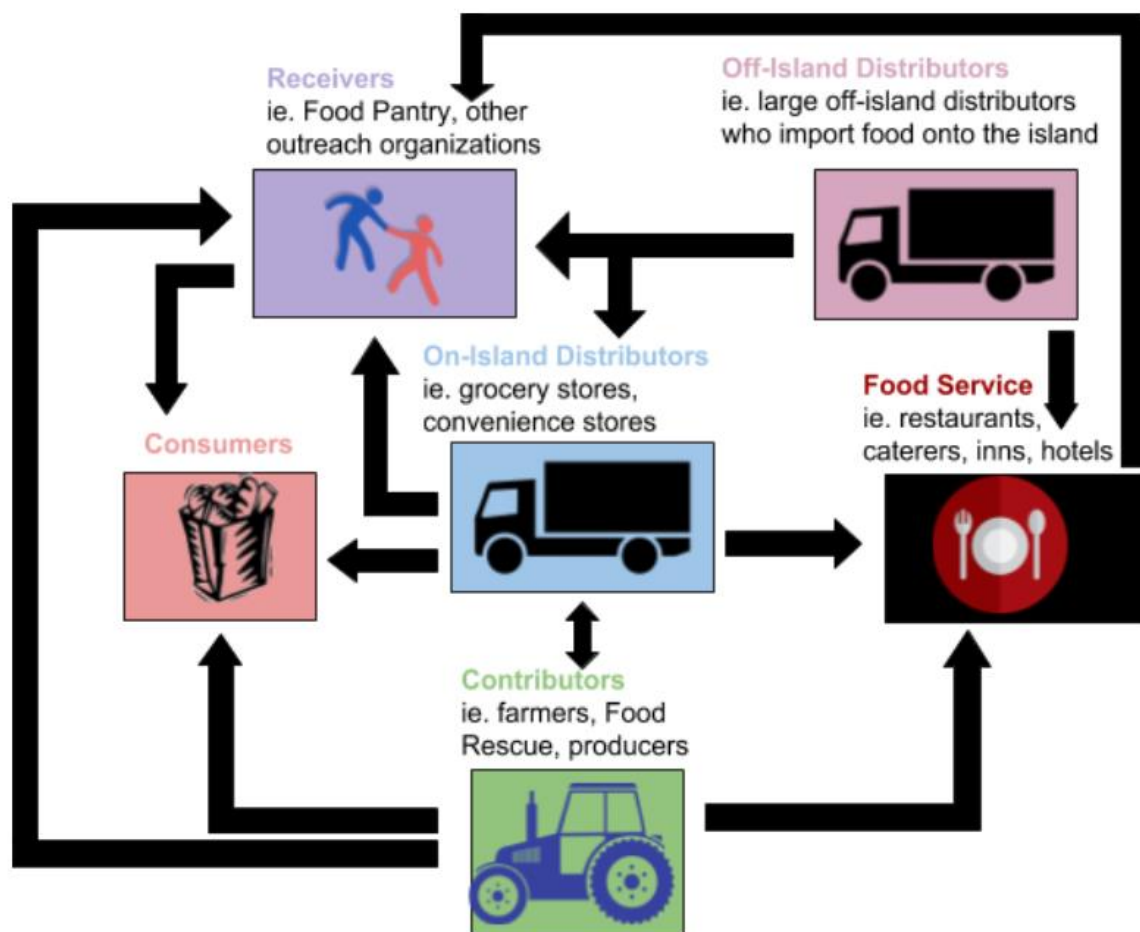 Receivers
ie. Food Pantry, other
outreach organizations
Off-Island Distributors
ie. large off-island distributors
who import food onto the island
On-Island Distributors
ie. grocery stores,
convenience stores
Food Service
ie. restaurants,
caterers, inns, hotels
Consumers
Contributors
ie. farmers, Food
Rescue, producers